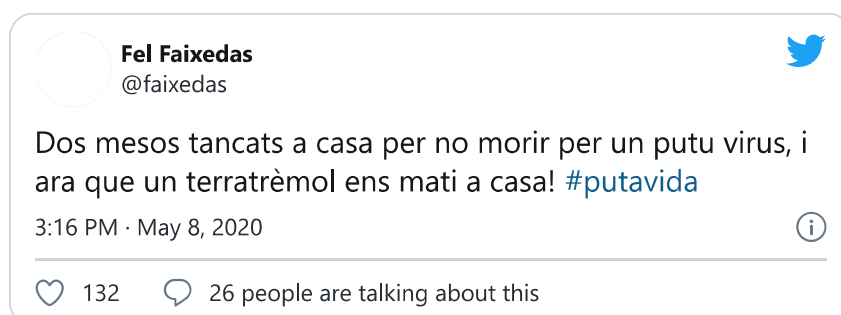 Fel Faixedas
@faixedas
Dos mesos tancats a casa per no morir per un putu virus, i
ara que un terratrèmol ens mati a casa! #putavida
3:16 PM · May 8, 2020
132 26 people are talking about this